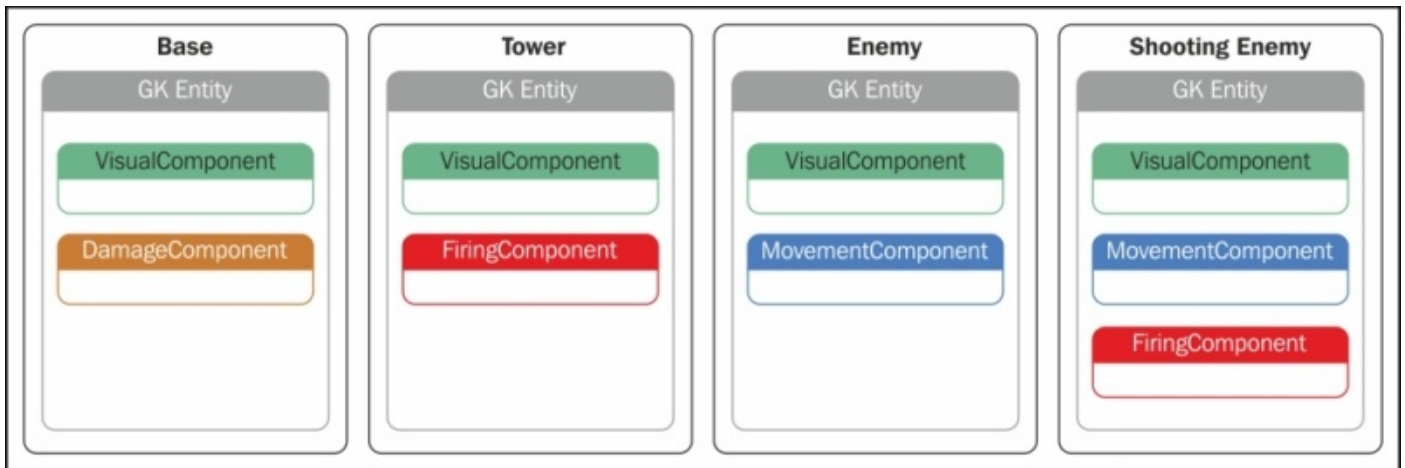 Base
GK Entity
VisualComponent
DamageComponent
Tower
GK Entity
VisualComponent
FiringComponent
Enemy
GK Entity
VisualComponent
MovementComponent
Shooting Enemy
GK Entity
VisualComponent
MovementComponent
FiringComponent